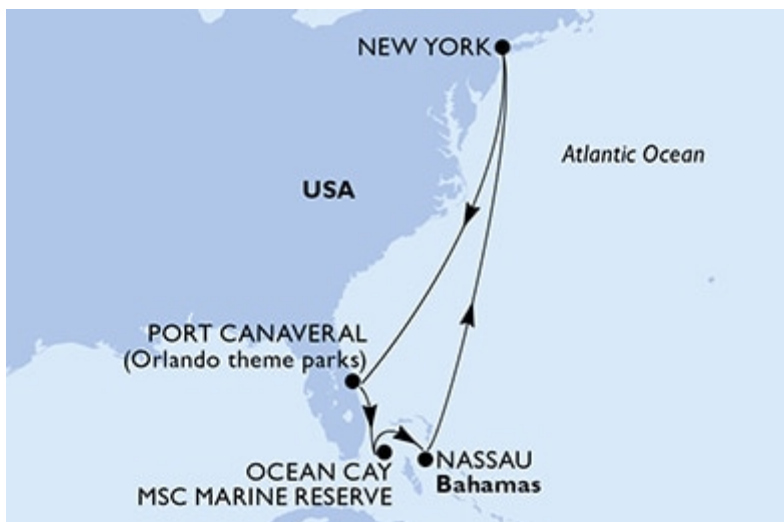 NEW YORK
Atlantic Ocean
USA
PORT CANAVERAL
(Orlando theme parks)
OCEAN CAY
MSC MARINE RESERVE
NASSAU
Bahamas